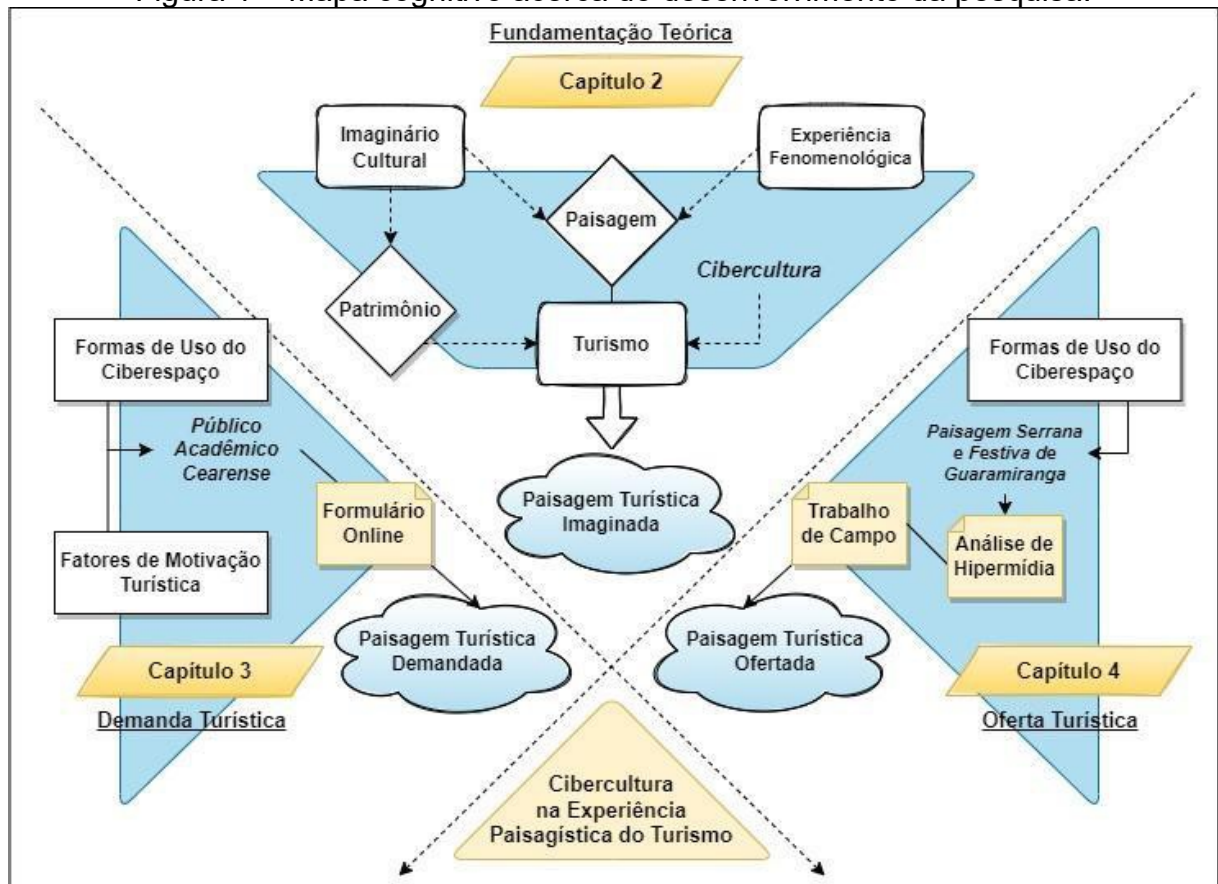 Figura 1 – Mapa cognitivo acerca do desenvolvimento da pesquisa.
Fundamentação Teórica
Capítulo 2
Imaginário
Cultural
Experiência
Fenomenológica
Paisagem
Cibercultura
Patrimônio
Turismo
Formas de Uso do
Ciberespaço
Público
Acadêmico
Cearense
Formulário
Online
Fatores de Motivação
Turística
Paisagem Turística
Imaginada
Formas de Uso do
Ciberespaço
Paisagem Serrana
e Festiva de
Guaramiranga
Trabalho
de Campo
Análise de
Hipermídia
Paisagem Turística
Demandada
Paisagem Turística
Ofertada
Capítulo 3
Demanda Turística
Capítulo 4
Oferta Turística
Cibercultura
na Experiência
Paisagística do Turismo